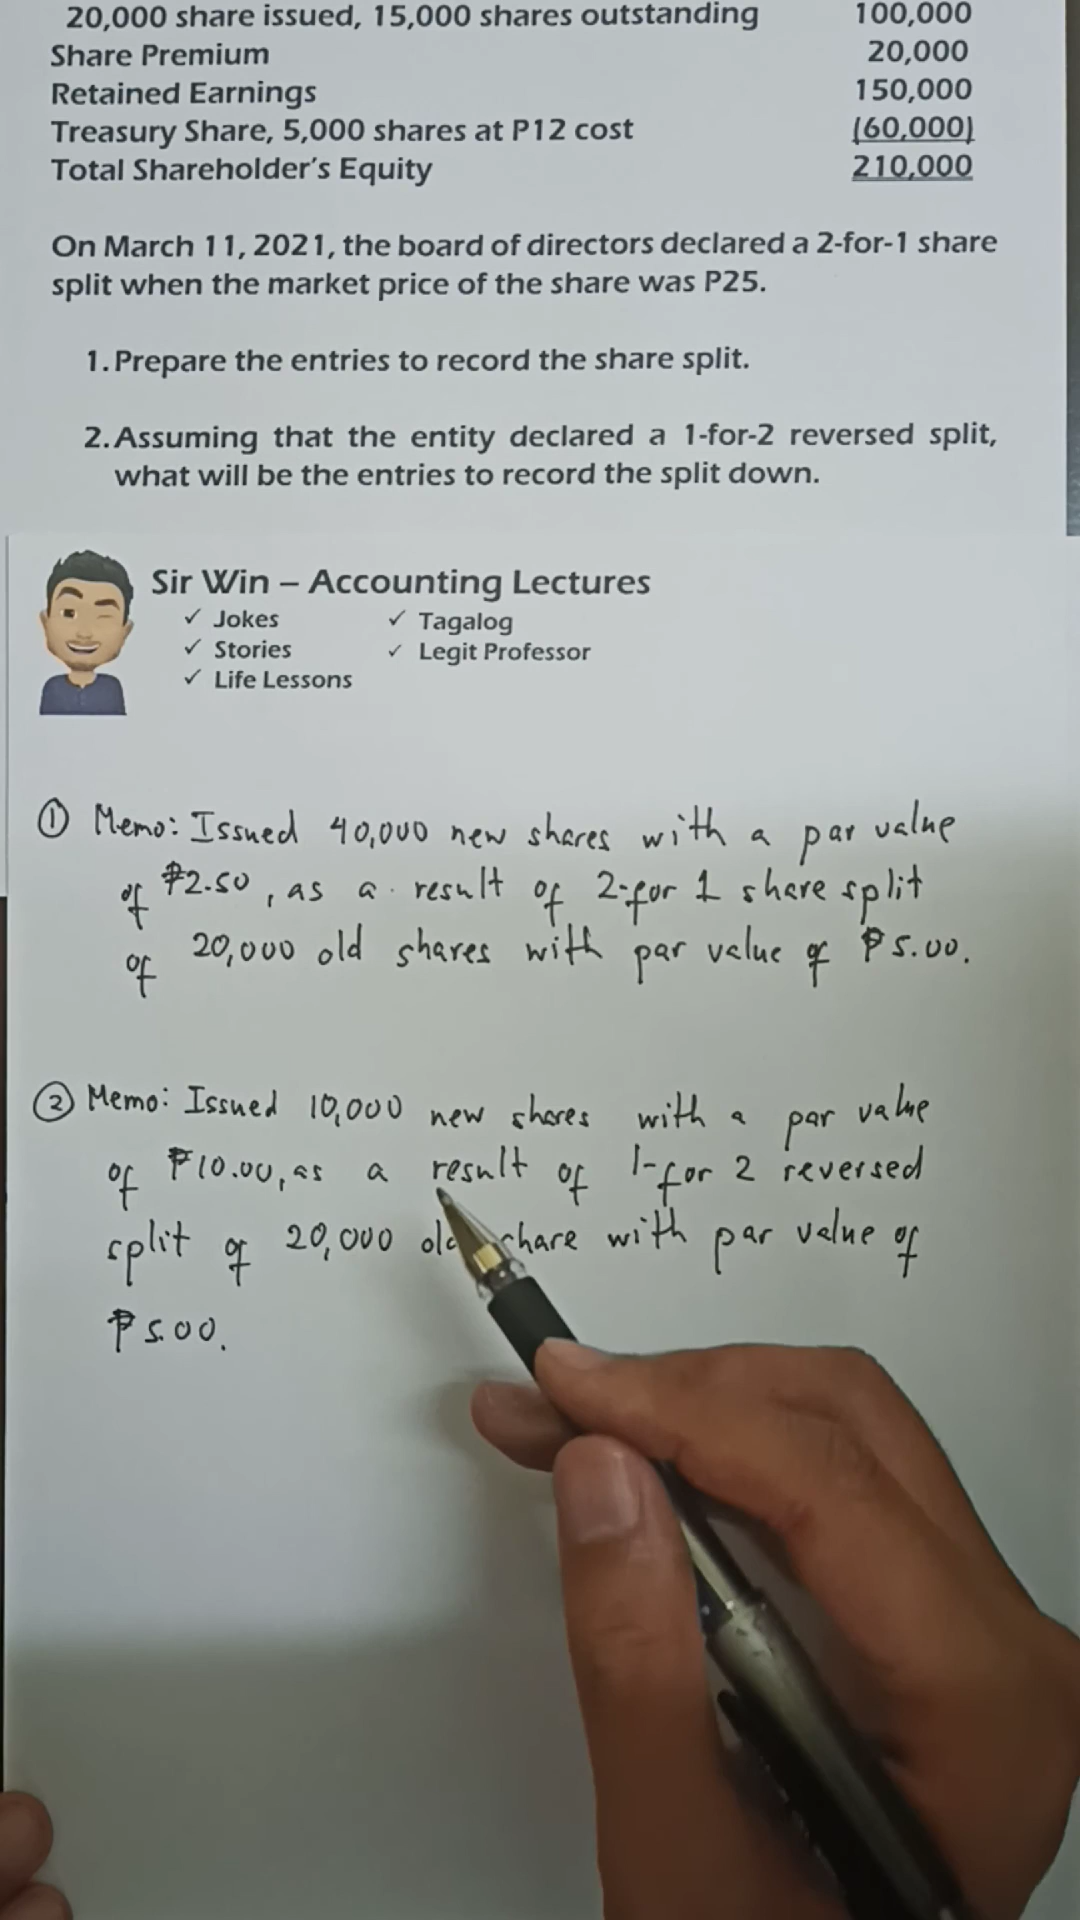 20,000 share issued, 15,000 shares outstanding 100,000
Share Premium 20,000
Retained Earnings 150,000
Treasury Share, 5,000 shares at P12 cost (60,000)
Total Shareholder's Equity 210,000
On March 11, 2021, the board of directors declared a 2-for-1 share
split when the market price of the share was P25.
1. Prepare the entries to record the share split.
2. Assuming that the entity declared a 1-for-2 reversed split,
what will be the entries to record the split down.
Sir Win – Accounting Lectures
✓ Jokes ✓ Tagalog
✓ Stories ✓ Legit Professor
✓ Life Lessons
① Memo: Issued 40,000 new shares with a par value
of ₱2.50, as a result of 2-for 1 share split
of 20,000 old shares with par value of ₱5.00.
② Memo: Issued 10,000 new shares with a par value
of ₱10.00, as a result of 1-for 2 reversed
split of 20,000 old share with par value of
₱5.00.